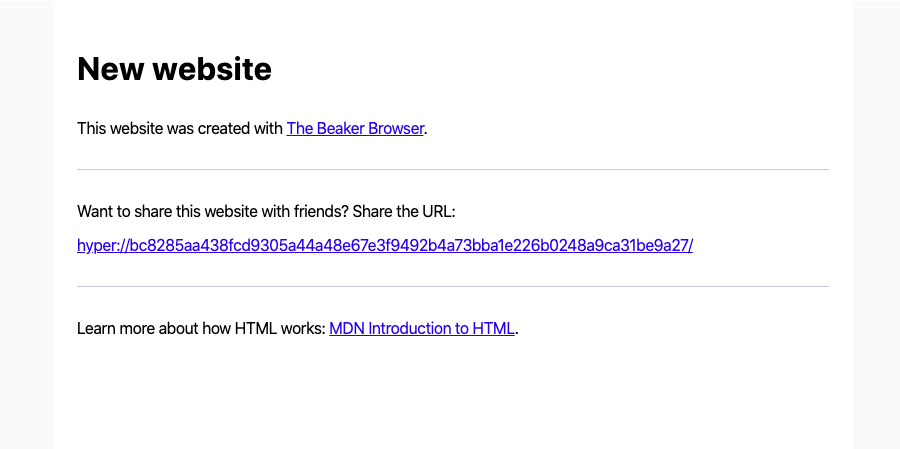 New website
This website was created with The Beaker Browser.
Want to share this website with friends? Share the URL:
hyper://bc8285aa438fcd9305a44a48e67e3f9492b4a73bba1e226b0248a9ca31be9a27/
Learn more about how HTML works: MDN Introduction to HTML.